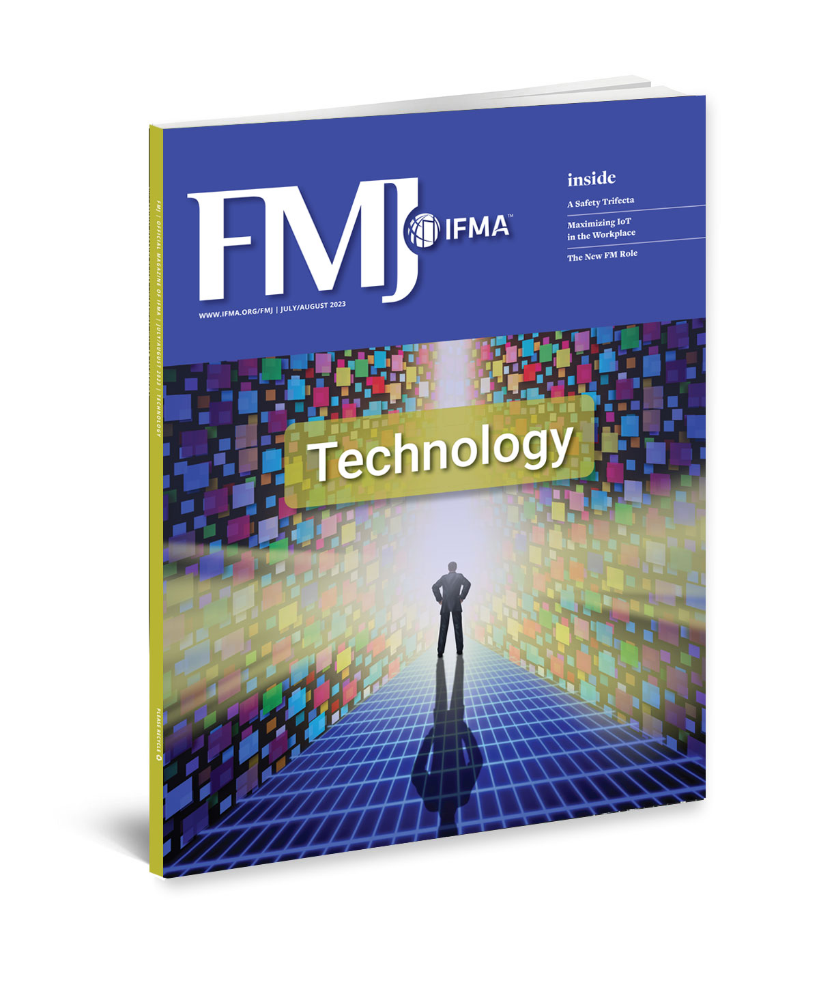 FMJ
IFMA™
WWW.IFMA.ORG/FMJ | JULY/AUGUST 2023
inside
A Safety Trifecta
Maximizing IoT
in the Workplace
The New FM Role
Technology
FMJ | OFFICIAL MAGAZINE OF IFMA | JULY/AUGUST 2023 | TECHNOLOGY
PLEASE RECYCLE